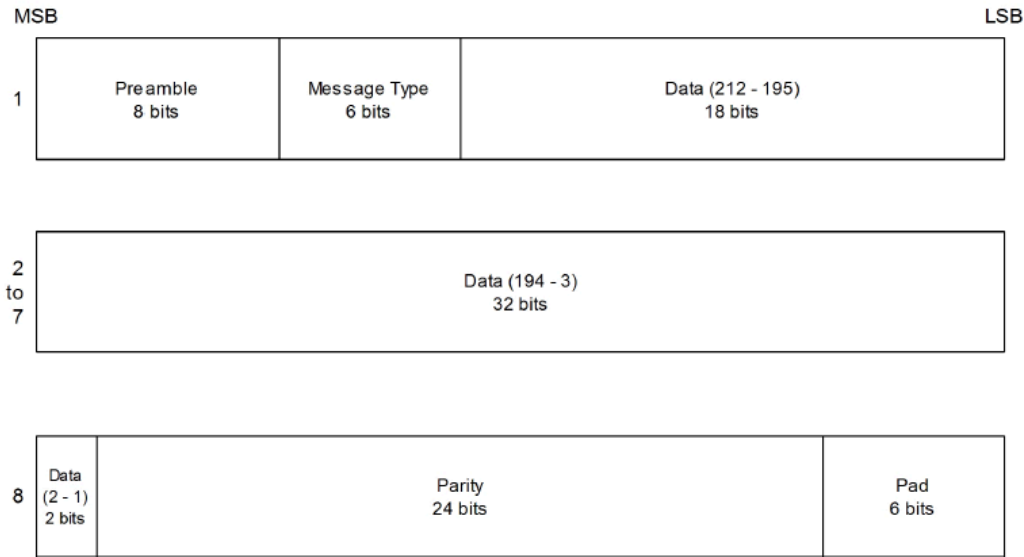 MSB
LSB
1
Preamble
8 bits
Message Type
6 bits
Data (212 - 195)
18 bits
2
to
7
Data (194 - 3)
32 bits
8
Data
(2 - 1)
2 bits
Parity
24 bits
Pad
6 bits